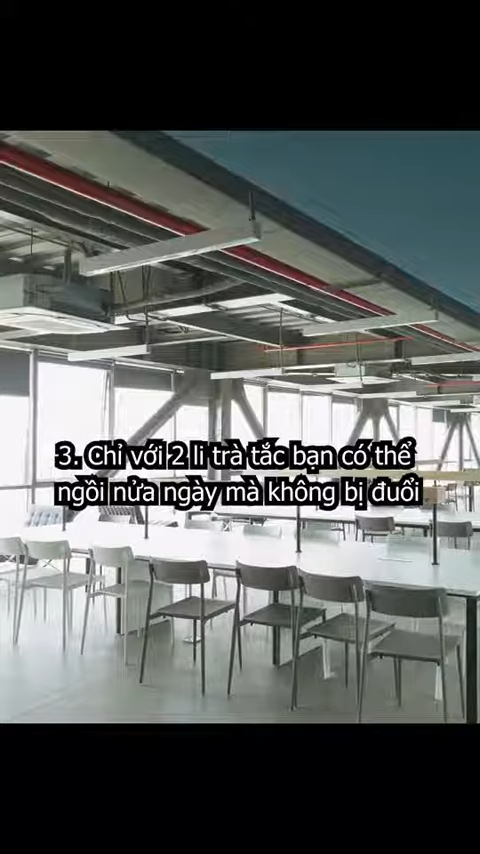 3. Chỉ với 2 li trà tắc bạn có thể
ngồi nửa ngày mà không bị đuổi